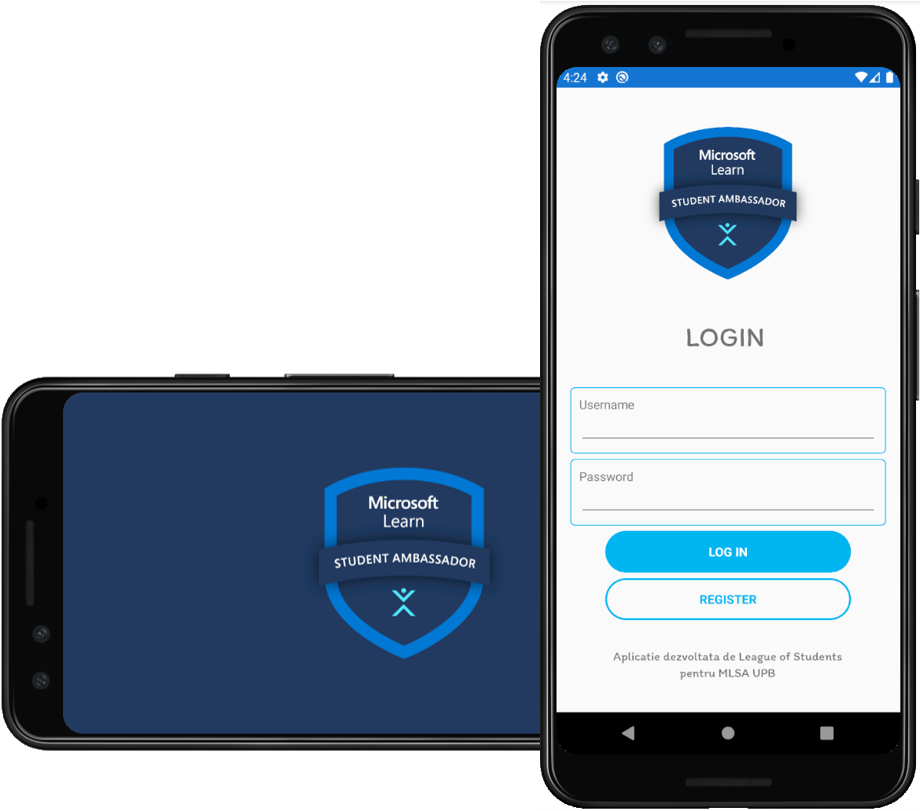 4:24
Microsoft
Learn
STUDENT AMBASSADOR
LOGIN
Username
Password
LOG IN
REGISTER
Aplicatie dezvoltata de League of Students
pentru MLSA UPB
Microsoft
Learn
STUDENT AMBASSADOR